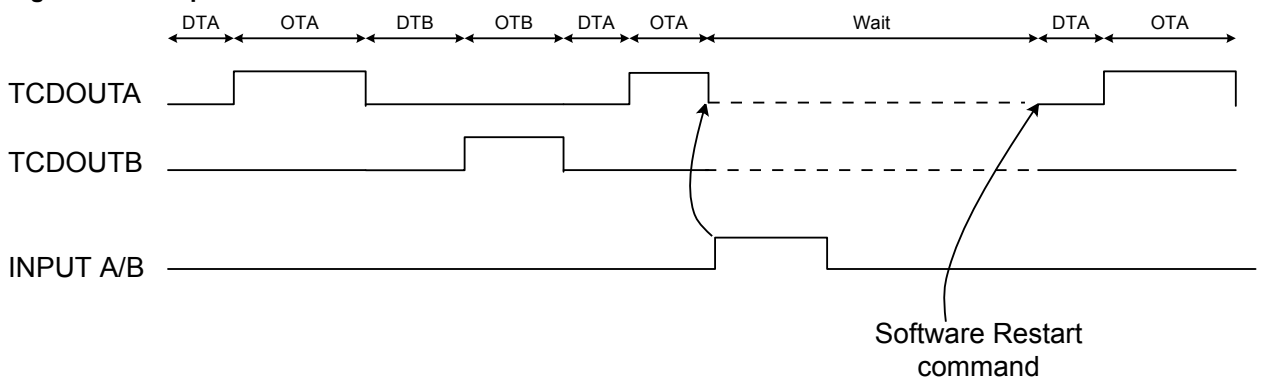 DTA OTA DTB OTB DTA OTA Wait DTA OTA
TCDOUTA
TCDOUTB
INPUT A/B
Software Restart
command